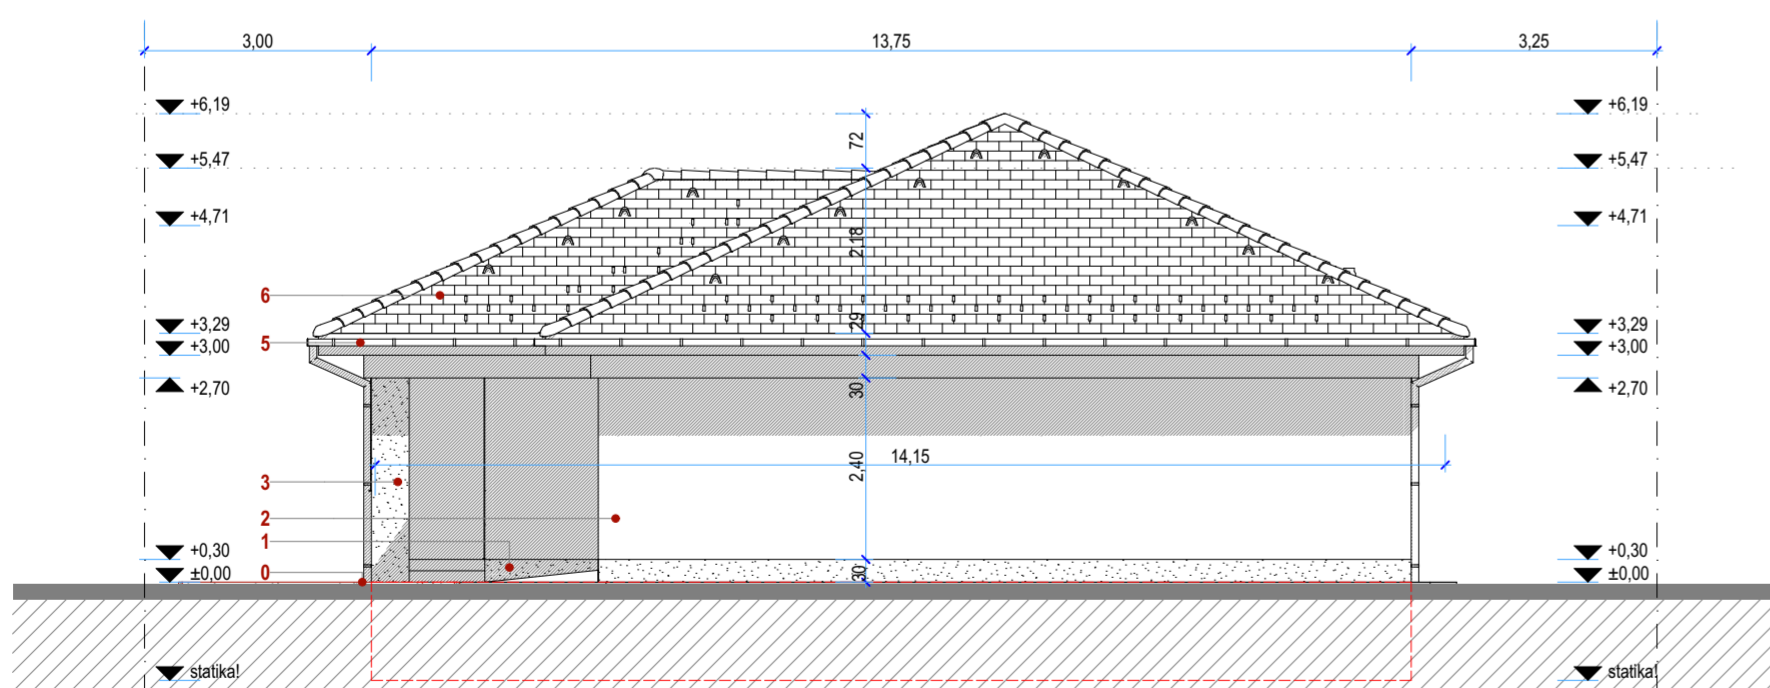 3,00 13,75 3,25
+6,19 +6,19
72
+5,47 +5,47
+4,71 +4,71
2,18
6
+3,29 29 +3,29
5 +3,00 +3,00
+2,70 30 +2,70
14,15
2,40
3
2
1
+0,30 +0,30
0 ±0,00 30 ±0,00
statika! statika!